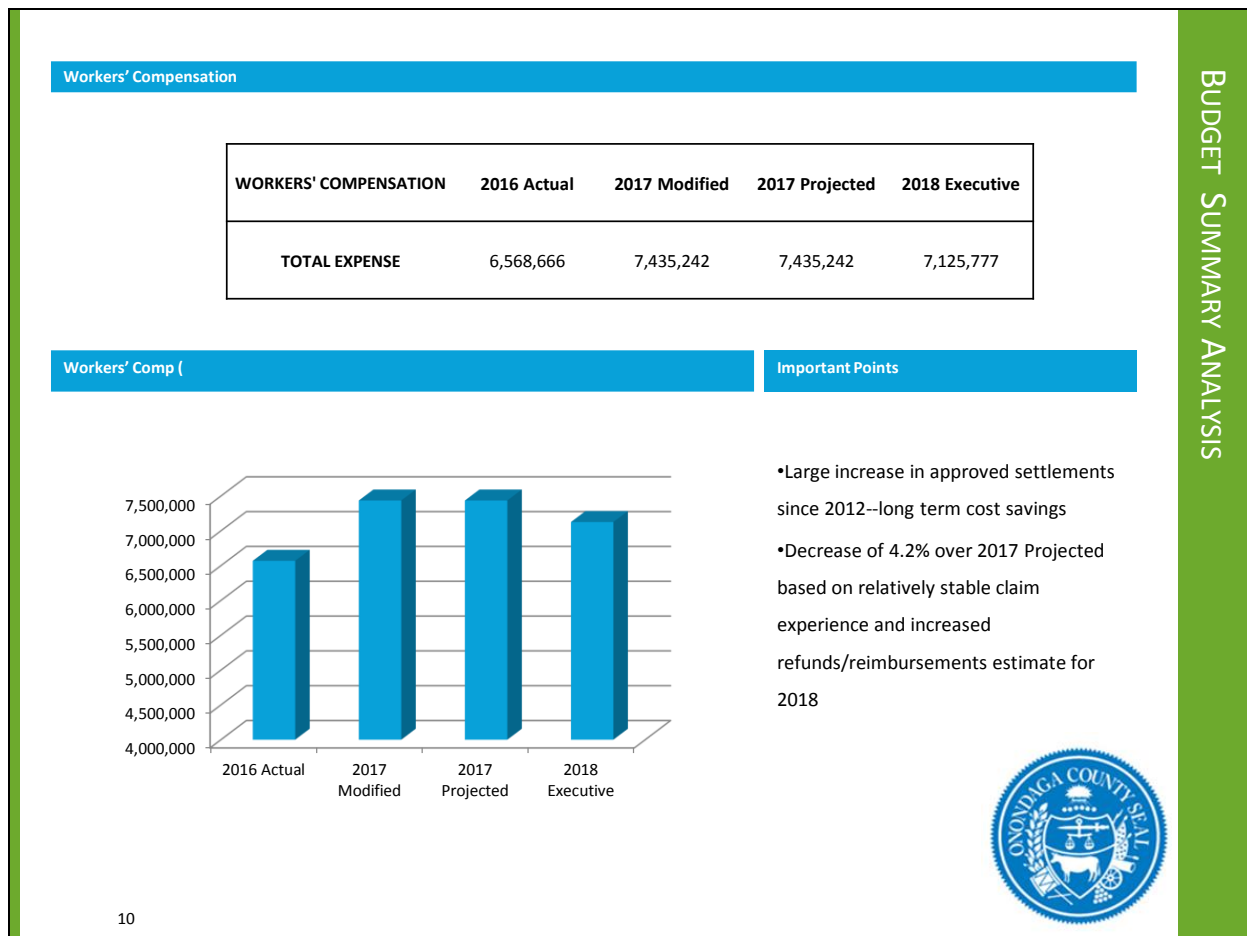 Workers' Compensation
WORKERS' COMPENSATION 2016 Actual 2017 Modified 2017 Projected 2018 Executive
TOTAL EXPENSE 6,568,666 7,435,242 7,435,242 7,125,777
Workers' Comp (
7,500,000
7,000,000
6,500,000
6,000,000
5,500,000
5,000,000
4,500,000
4,000,000
2016 Actual
2017
Modified
2017
Projected
2018
Executive
Important Points
•Large increase in approved settlements
since 2012--long term cost savings
•Decrease of 4.2% over 2017 Projected
based on relatively stable claim
experience and increased
refunds/reimbursements estimate for
2018
ONONDAGA COUNTY SEAL
10
BUDGET SUMMARY ANALYSIS